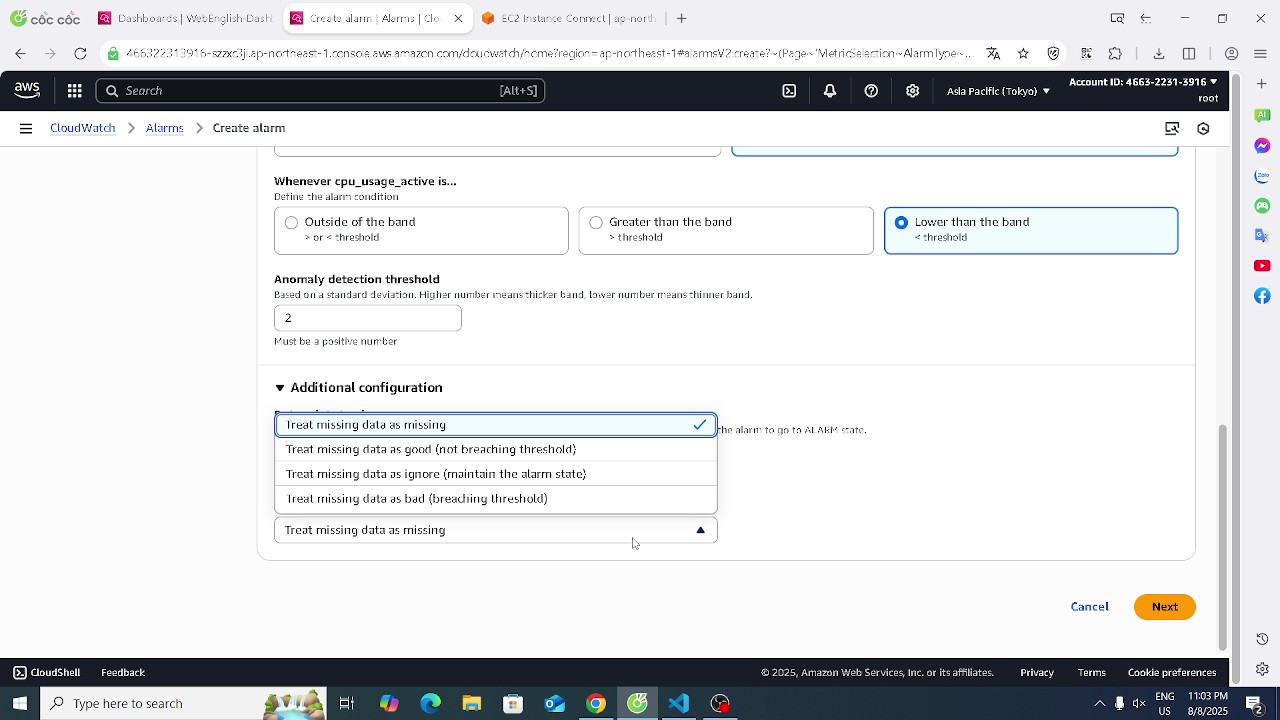 cốc cốc
Dashboards | WebEnglish-Dashl
Create alarm | Alarms | Clo
EC2 Instance Connect | ap-north
466322313916-szzxc3jl.ap-northeast-1.console.aws.amazon.com/cloudwatch/home?region=ap-northeast-1#alarmsV2:create?~(Page~'MetricSelection~AlarmType~...
aws
Search
[Alt+S]
Asia Pacific (Tokyo)
Account ID: 4663-2231-3916
root
CloudWatch
Alarms
Create alarm
Whenever cpu_usage_active is...
Define the alarm condition
Outside of the band
> or < threshold
Greater than the band
> threshold
Lower than the band
< threshold
Anomaly detection threshold
Based on a standard deviation. Higher number means thicker band, lower number means thinner band.
2
Must be a positive number
Additional configuration
the alarm to go to ALARM state.
Treat missing data as missing
Treat missing data as good (not breaching threshold)
Treat missing data as ignore (maintain the alarm state)
Treat missing data as bad (breaching threshold)
Treat missing data as missing
Cancel
Next
CloudShell
Feedback
© 2025, Amazon Web Services, Inc. or its affiliates.
Privacy
Terms
Cookie preferences
Type here to search
ENG
US
11:03 PM
8/8/2025
2
AI
Zalo